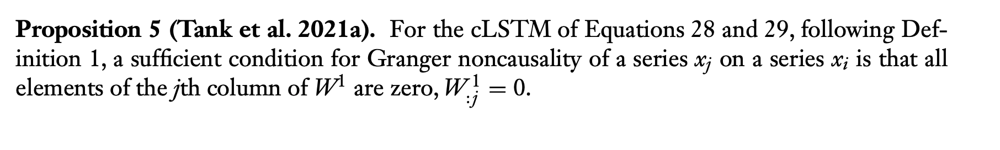 Proposition 5 (Tank et al. 2021a). For the cLSTM of Equations 28 and 29, following Def-
inition 1, a sufficient condition for Granger noncausality of a series $x_j$ on a series $x_i$ is that all
elements of the $j$th column of $W^1$ are zero, $W^1_{:j} = 0$.